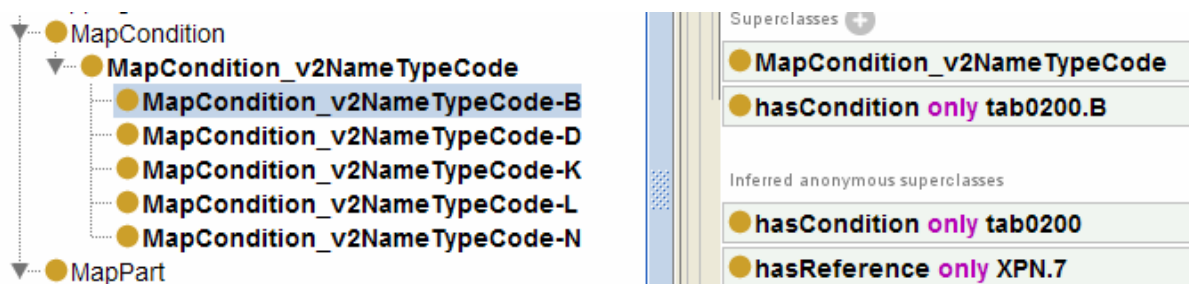 MapCondition
MapCondition_v2NameTypeCode
MapCondition_v2NameTypeCode-B
MapCondition_v2NameTypeCode-D
MapCondition_v2NameTypeCode-K
MapCondition_v2NameTypeCode-L
MapCondition_v2NameTypeCode-N
MapPart
Superclasses
MapCondition_v2NameTypeCode
hasCondition only tab0200.B
Inferred anonymous superclasses
hasCondition only tab0200
hasReference only XPN.7